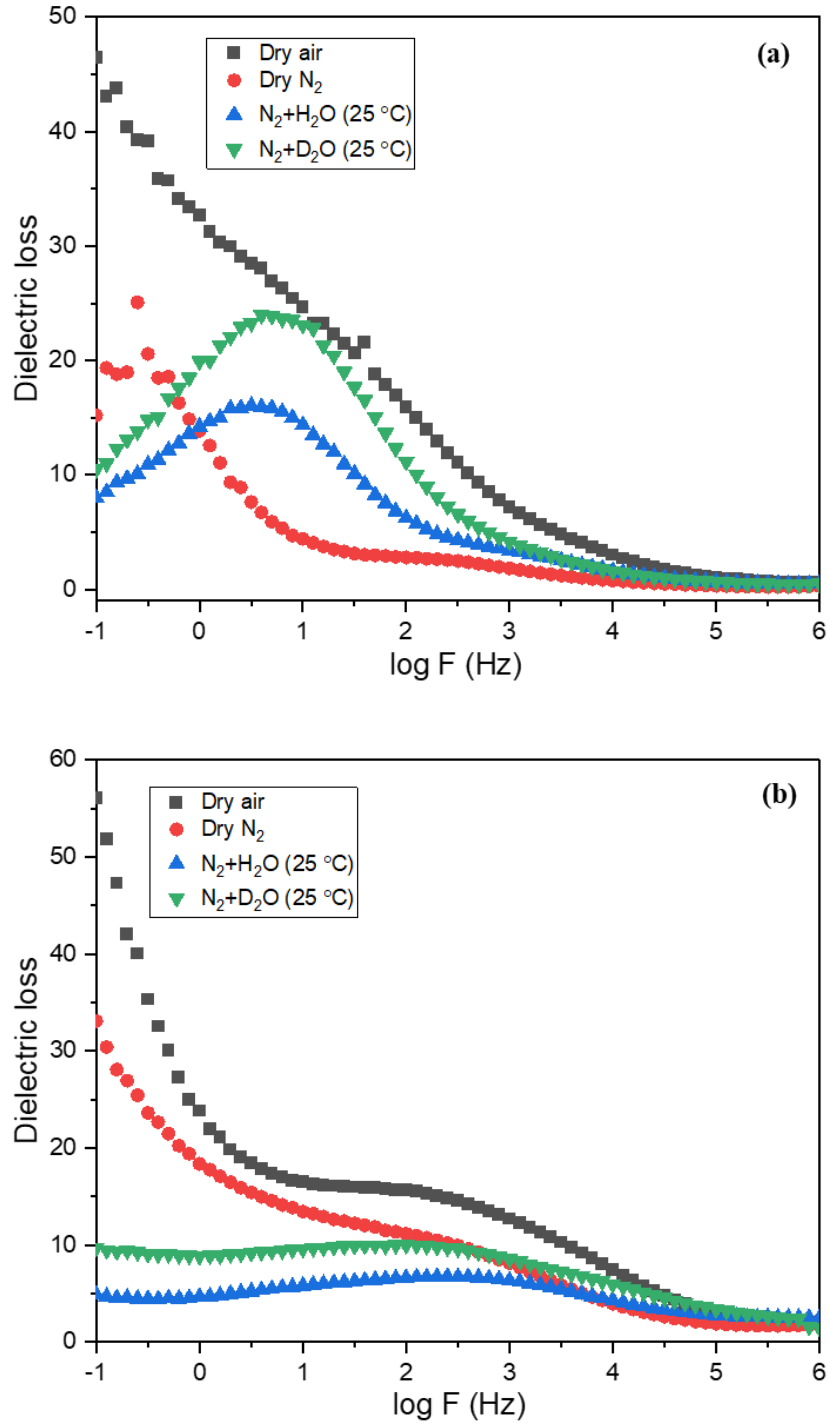 (a)
Dry air
Dry N₂
N₂+H₂O (25 °C)
N₂+D₂O (25 °C)
50
40
30
20
10
0
Dielectric loss
-1 0 1 2 3 4 5 6
log F (Hz)
(b)
Dry air
Dry N₂
N₂+H₂O (25 °C)
N₂+D₂O (25 °C)
60
50
40
30
20
10
0
Dielectric loss
-1 0 1 2 3 4 5 6
log F (Hz)